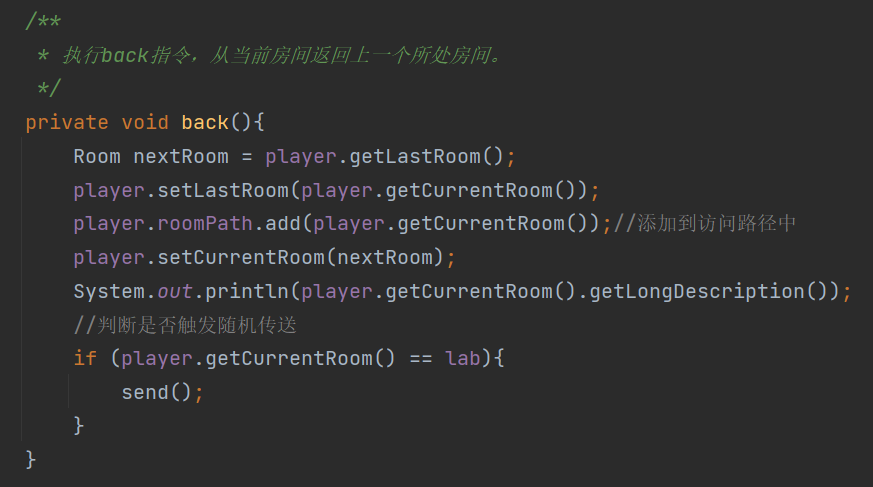 /**
 * 执行back指令，从当前房间返回上一个所处房间。
 */
private void back(){
    Room nextRoom = player.getLastRoom();
    player.setLastRoom(player.getCurrentRoom());
    player.roomPath.add(player.getCurrentRoom());//添加到访问路径中
    player.setCurrentRoom(nextRoom);
    System.out.println(player.getCurrentRoom().getLongDescription());
    //判断是否触发随机传送
    if (player.getCurrentRoom() == lab){
        send();
    }
}